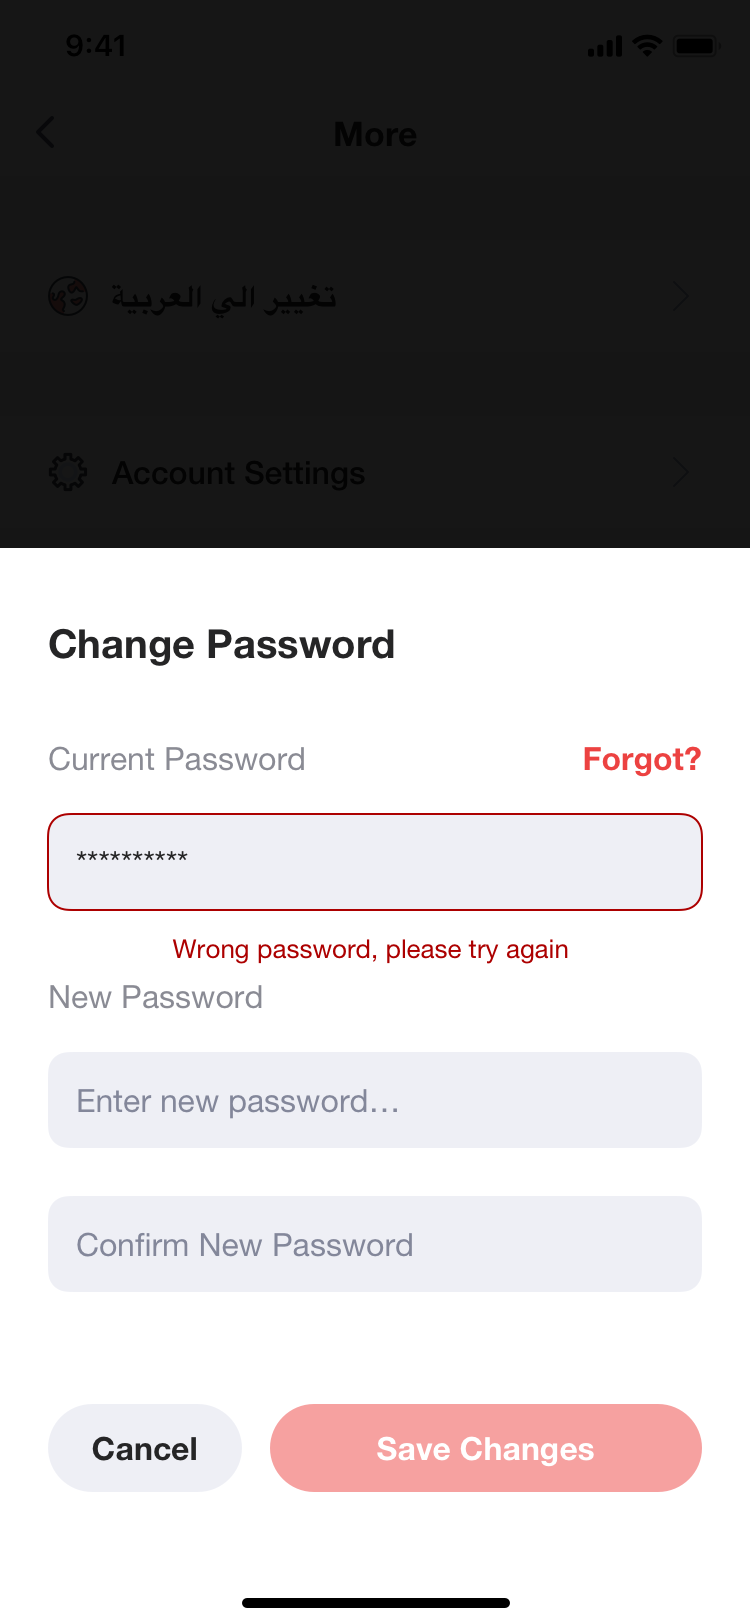 9:41
More
تغيير الي العربية
Account Settings
Change Password
Current Password
Forgot?
**********
Wrong password, please try again
New Password
Enter new password...
Confirm New Password
Cancel
Save Changes